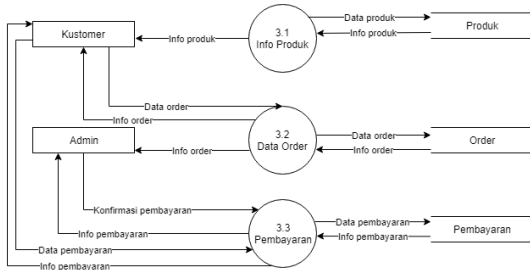 Data produk
3.1
Info Produk
Produk
Kustomer
Info produk
Info produk
Data order
Info order
3.2
Data Order
Data order
Order
Admin
Info order
Info order
Konfirmasi pembayaran
3.3
Pembayaran
Data pembayaran
Pembayaran
Info pembayaran
Info pembayaran
Data pembayaran
Info pembayaran